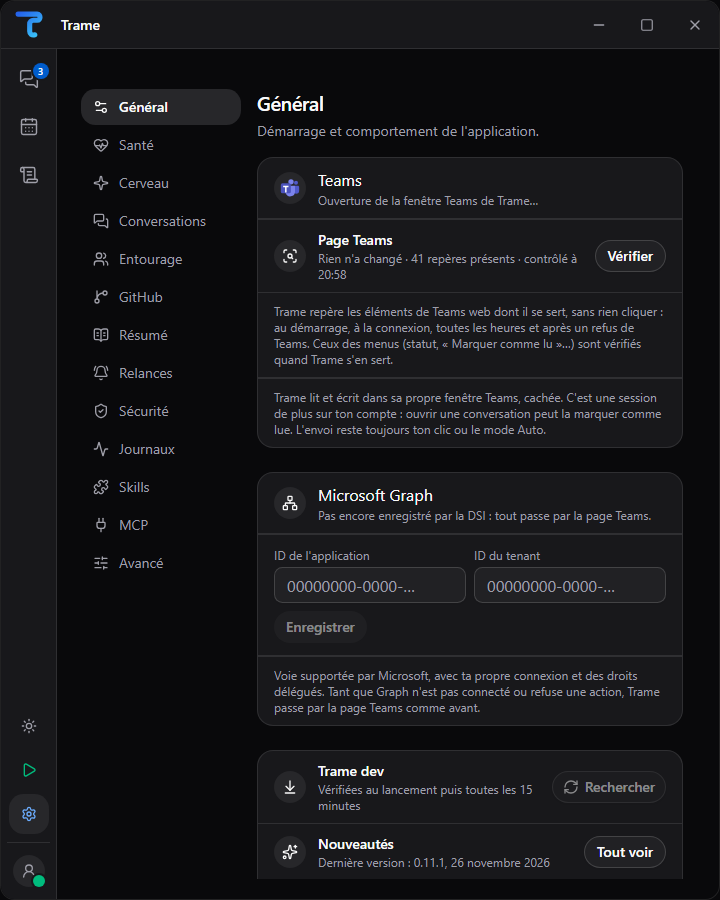 Trame
3
Général
Santé
Cerveau
Conversations
Entourage
GitHub
Résumé
Relances
Sécurité
Journaux
Skills
MCP
Avancé
Général
Démarrage et comportement de l'application.
Teams
Ouverture de la fenêtre Teams de Trame...
Page Teams
Rien n'a changé · 41 repères présents · contrôlé à
20:58
Vérifier
Trame repère les éléments de Teams web dont il se sert, sans rien cliquer :
au démarrage, à la connexion, toutes les heures et après un refus de
Teams. Ceux des menus (statut, « Marquer comme lu »...) sont vérifiés
quand Trame s'en sert.
Trame lit et écrit dans sa propre fenêtre Teams, cachée. C'est une session
de plus sur ton compte : ouvrir une conversation peut la marquer comme
lue. L'envoi reste toujours ton clic ou le mode Auto.
Microsoft Graph
Pas encore enregistré par la DSI : tout passe par la page Teams.
ID de l'application
ID du tenant
00000000-0000-...
00000000-0000-...
Enregistrer
Voie supportée par Microsoft, avec ta propre connexion et des droits
délégués. Tant que Graph n'est pas connecté ou refuse une action, Trame
passe par la page Teams comme avant.
Trame dev
Vérifiées au lancement puis toutes les 15
minutes
Rechercher
Nouveautés
Dernière version : 0.11.1, 26 novembre 2026
Tout voir